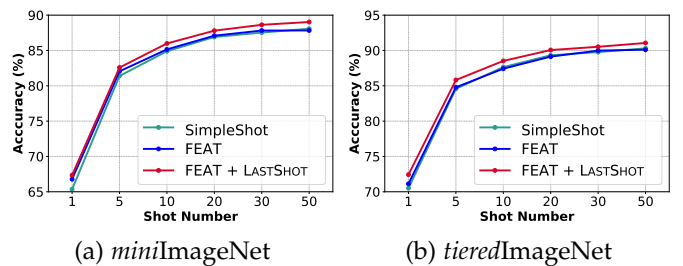 90
85
80
75
70
65
Acccuracy (%)
SimpleShot
FEAT
FEAT + LASTSHOT
1 5 10 20 30 50
Shot Number
(a) miniImageNet
95
90
85
80
75
70
Acccuracy (%)
SimpleShot
FEAT
FEAT + LASTSHOT
1 5 10 20 30 50
Shot Number
(b) tieredImageNet